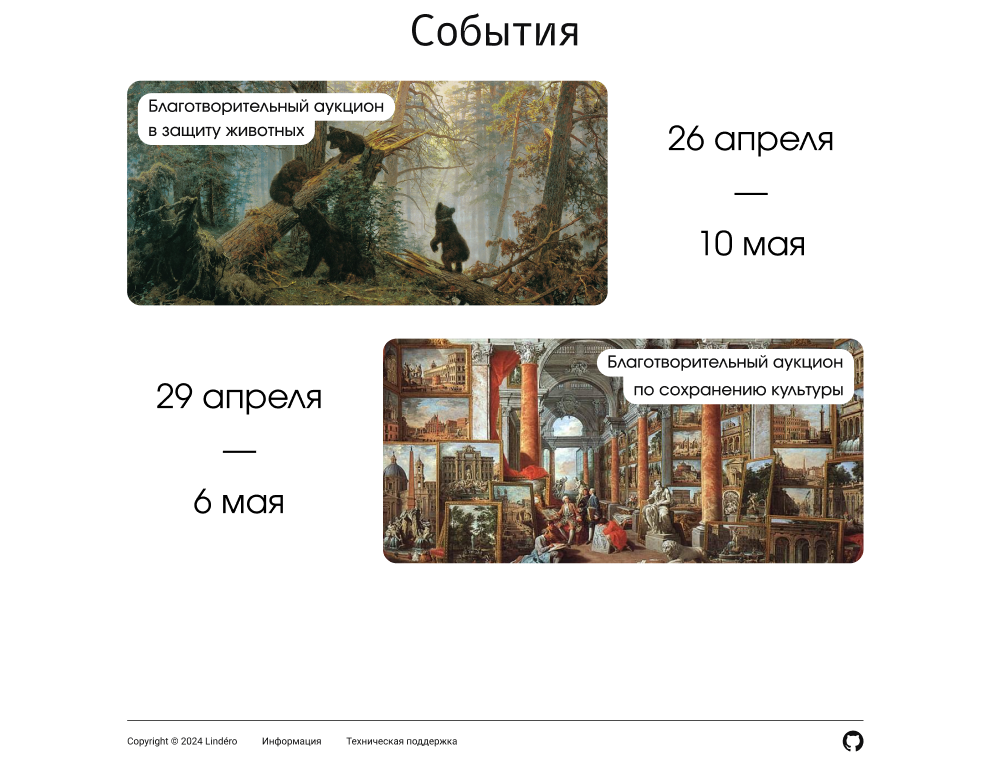 События
Благотворительный аукцион
в защиту животных
26 апреля
—
10 мая
Благотворительный аукцион
по сохранению культуры
29 апреля
—
6 мая
Copyright © 2024 Lindéro
Информация
Техническая поддержка